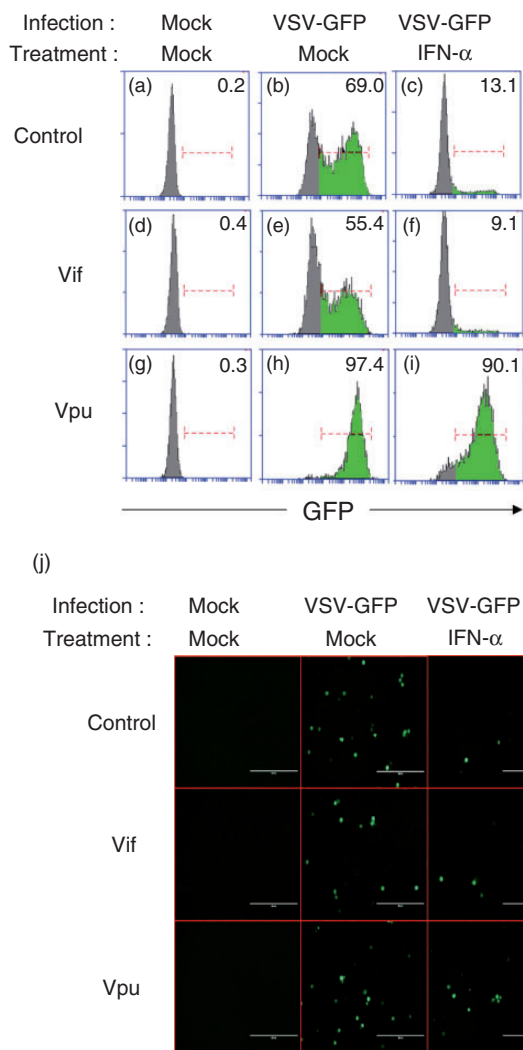 Infection : Mock VSV-GFP VSV-GFP
Treatment : Mock Mock IFN-α
Control (a) 0.2 (b) 69.0 (c) 13.1
Vif (d) 0.4 (e) 55.4 (f) 9.1
Vpu (g) 0.3 (h) 97.4 (i) 90.1
GFP
(j)
Infection : Mock VSV-GFP VSV-GFP
Treatment : Mock Mock IFN-α
Control
Vif
Vpu